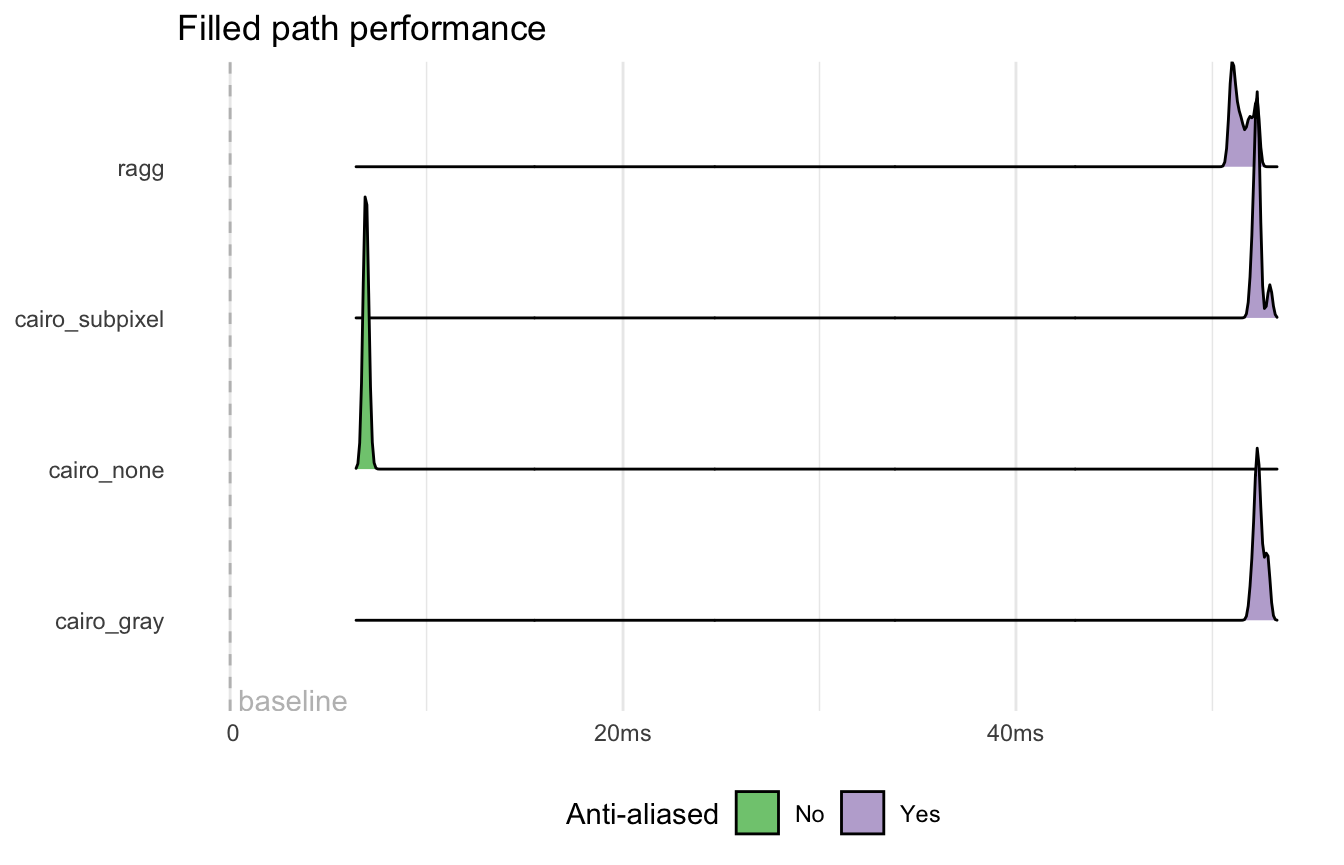 Filled path performance
ragg
cairo_subpixel
cairo_none
cairo_gray
baseline
0 20ms 40ms
Anti-aliased No Yes